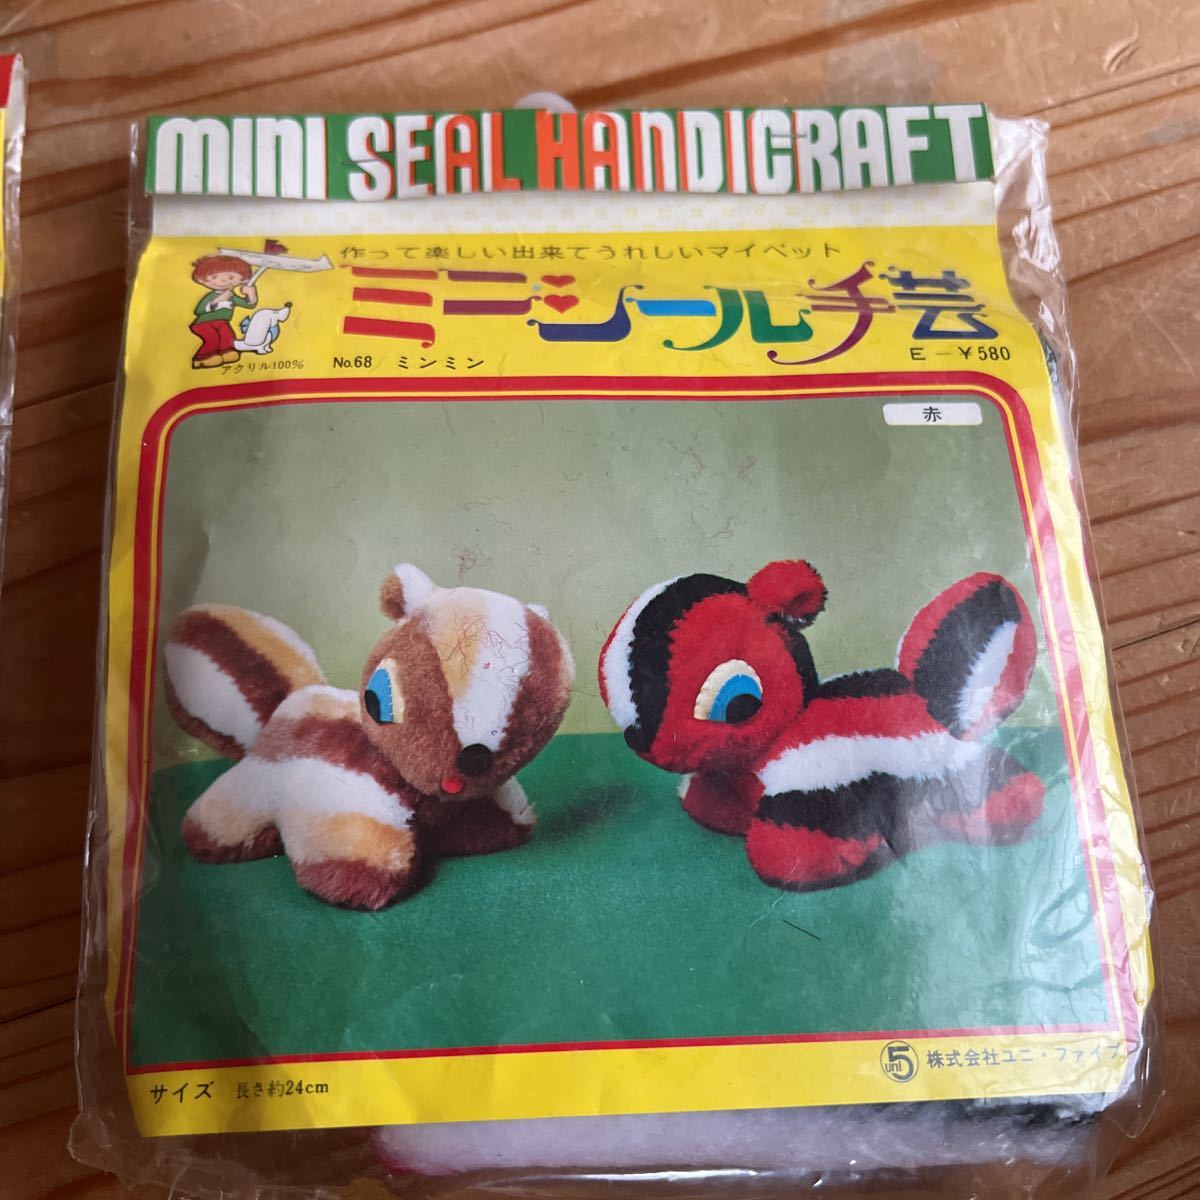 MINI SEAL HANDICRAFT
作って楽しい出来てうれしいマイペット
ミニシール手芸
アクリル100%
No.68/ミンミン
E-¥580
赤
uni 5
株式会社ユニ・ファイブ
サイズ 長さ約24cm